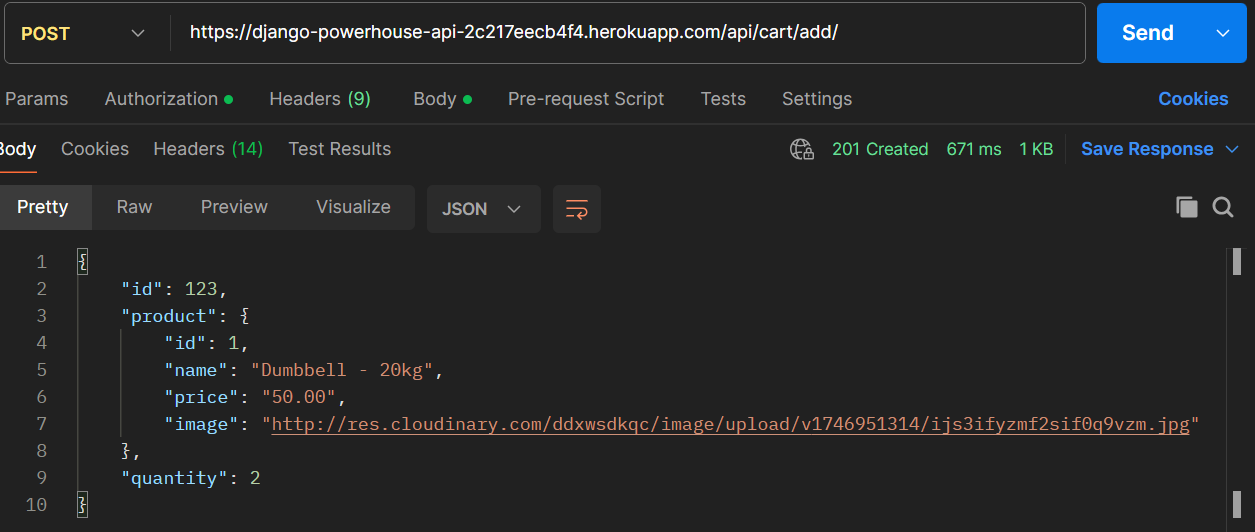 POST https://django-powerhouse-api-2c217eecb4f4.herokuapp.com/api/cart/add/ Send
Params Authorization Headers (9) Body Pre-request Script Tests Settings Cookies
Body Cookies Headers (14) Test Results 201 Created 671 ms 1 KB Save Response
Pretty Raw Preview Visualize JSON
1 {
2 "id": 123,
3 "product": {
4 "id": 1,
5 "name": "Dumbbell - 20kg",
6 "price": "50.00",
7 "image": "http://res.cloudinary.com/ddxwsdkqc/image/upload/v1746951314/ijs3ifyzmf2sif0q9vzm.jpg"
8 },
9 "quantity": 2
10 }